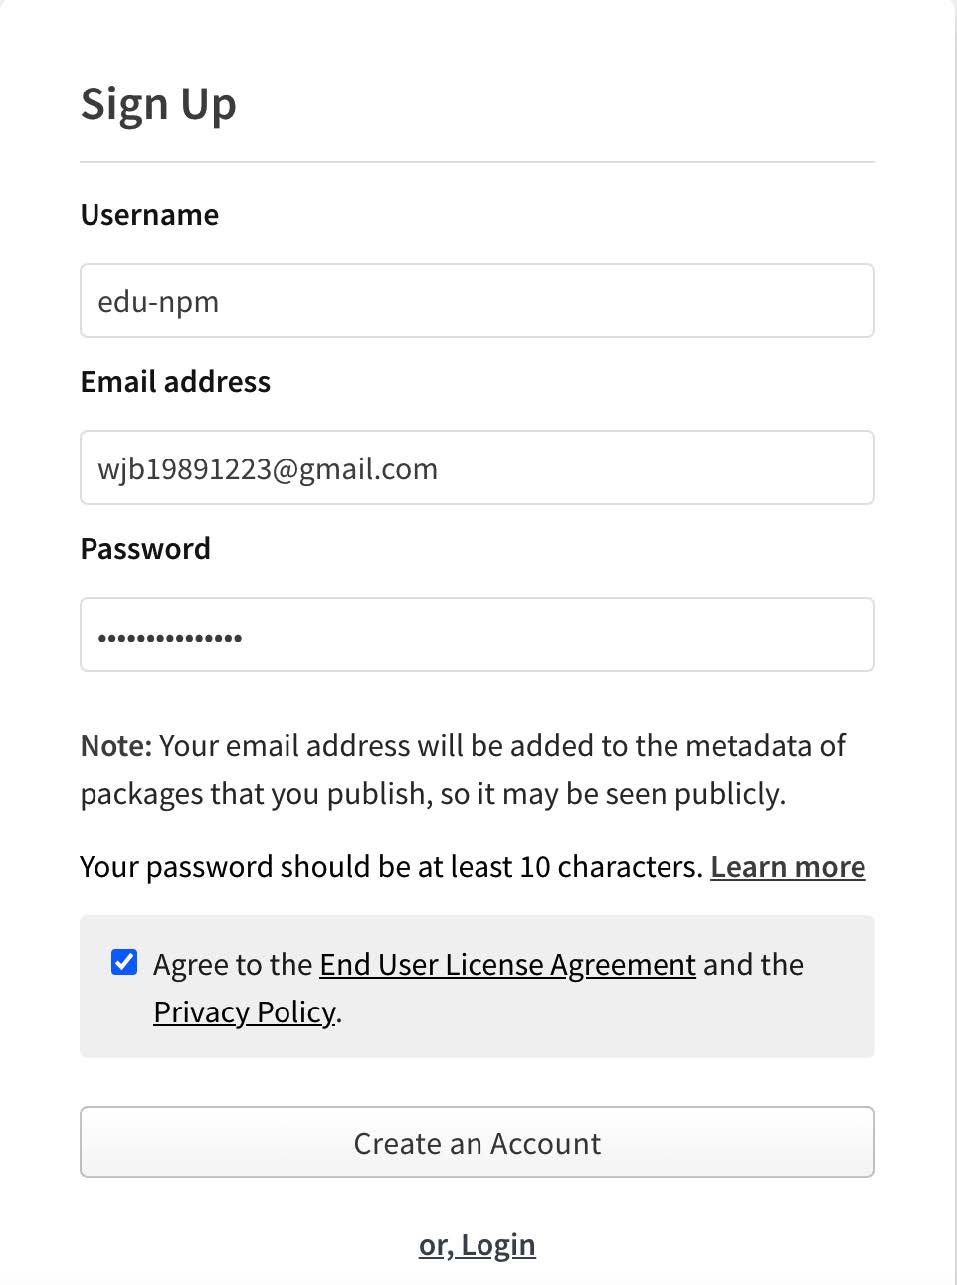 Sign Up
Username
edu-npm
Email address
wjb19891223@gmail.com
Password
•••••••••••••••
Note: Your email address will be added to the metadata of
packages that you publish, so it may be seen publicly.
Your password should be at least 10 characters. Learn more
Agree to the End User License Agreement and the
Privacy Policy.
Create an Account
or, Login